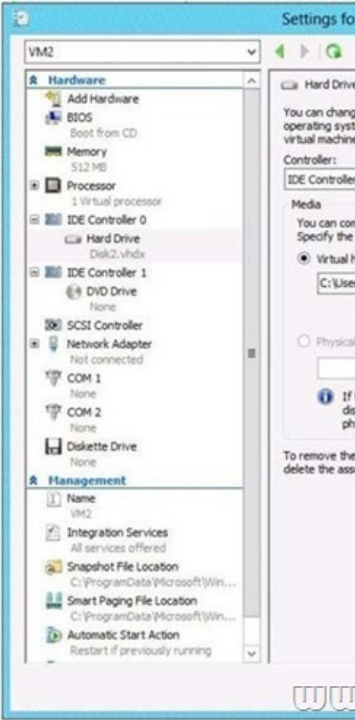 Settings fo
VM2
Hardware
Add Hardware
BIOS
Boot from CD
Memory
512 MB
Processor
1 Virtual processor
IDE Controller 0
Hard Drive
Disk2.vhdx
IDE Controller 1
DVD Drive
None
SCSI Controller
Network Adapter
Not connected
COM 1
None
COM 2
None
Diskette Drive
None
Management
Name
VM2
Integration Services
All services offered
Snapshot File Location
C:\ProgramData\Microsoft\Win...
Smart Paging File Location
C:\ProgramData\Microsoft\Win...
Automatic Start Action
Restart if previously running
Hard Drive
You can chang
operating syst
virtual machine
Controller:
IDE Controller
Media
You can con
Specify the
Virtual h
C:\User
Physical
If
dis
ph
To remove the
delete the ass